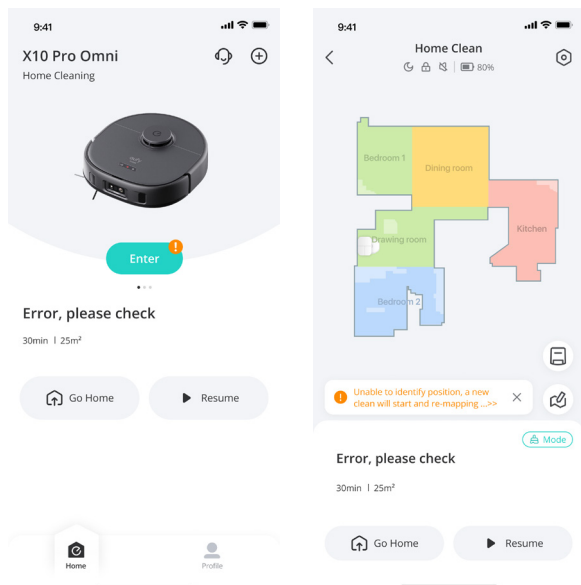 9:41
X10 Pro Omni
Home Cleaning
Enter
!
Error, please check
30min | 25m²
Go Home
Resume
Home
Profile
9:41
Home Clean
80%
Bedroom 1
Dining room
Kitchen
Drawing room
Bedroom 2
! Unable to identify position, a new
clean will start and re-mapping ...>>
Mode
Error, please check
30min | 25m²
Go Home
Resume